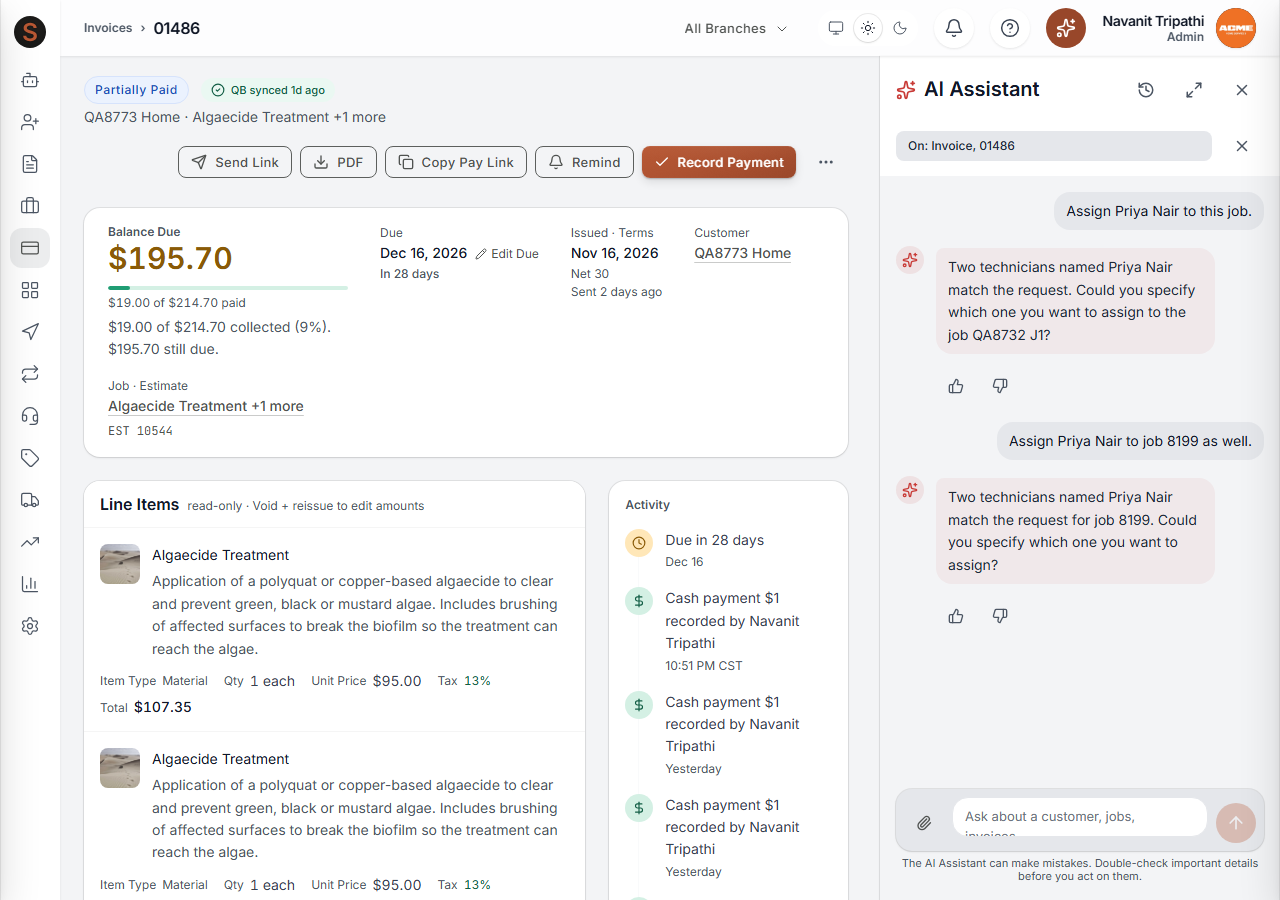 S
Invoices › 01486
All Branches
Navanit Tripathi
Admin
ACME
Partially Paid
QB synced 1d ago
QA8773 Home · Algaecide Treatment +1 more
Send Link
PDF
Copy Pay Link
Remind
Record Payment
Balance Due
$195.70
$19.00 of $214.70 paid
$19.00 of $214.70 collected (9%).
$195.70 still due.
Due
Dec 16, 2026
Edit Due
In 28 days
Issued · Terms
Nov 16, 2026
Net 30
Sent 2 days ago
Customer
QA8773 Home
Job · Estimate
Algaecide Treatment +1 more
EST 10544
Line Items read-only · Void + reissue to edit amounts
Algaecide Treatment
Application of a polyquat or copper-based algaecide to clear
and prevent green, black or mustard algae. Includes brushing
of affected surfaces to break the biofilm so the treatment can
reach the algae.
Item Type Material Qty 1 each Unit Price $95.00 Tax 13%
Total $107.35
Algaecide Treatment
Application of a polyquat or copper-based algaecide to clear
and prevent green, black or mustard algae. Includes brushing
of affected surfaces to break the biofilm so the treatment can
reach the algae.
Item Type Material Qty 1 each Unit Price $95.00 Tax 13%
Activity
Due in 28 days
Dec 16
$
Cash payment $1
recorded by Navanit
Tripathi
10:51 PM CST
$
Cash payment $1
recorded by Navanit
Tripathi
Yesterday
$
Cash payment $1
recorded by Navanit
Tripathi
Yesterday
AI Assistant
On: Invoice, 01486
Assign Priya Nair to this job.
Two technicians named Priya Nair
match the request. Could you specify
which one you want to assign to the
job QA8732 J1?
Assign Priya Nair to job 8199 as well.
Two technicians named Priya Nair
match the request for job 8199. Could
you specify which one you want to
assign?
Ask about a customer, jobs,
invoices
The AI Assistant can make mistakes. Double-check important details
before you act on them.